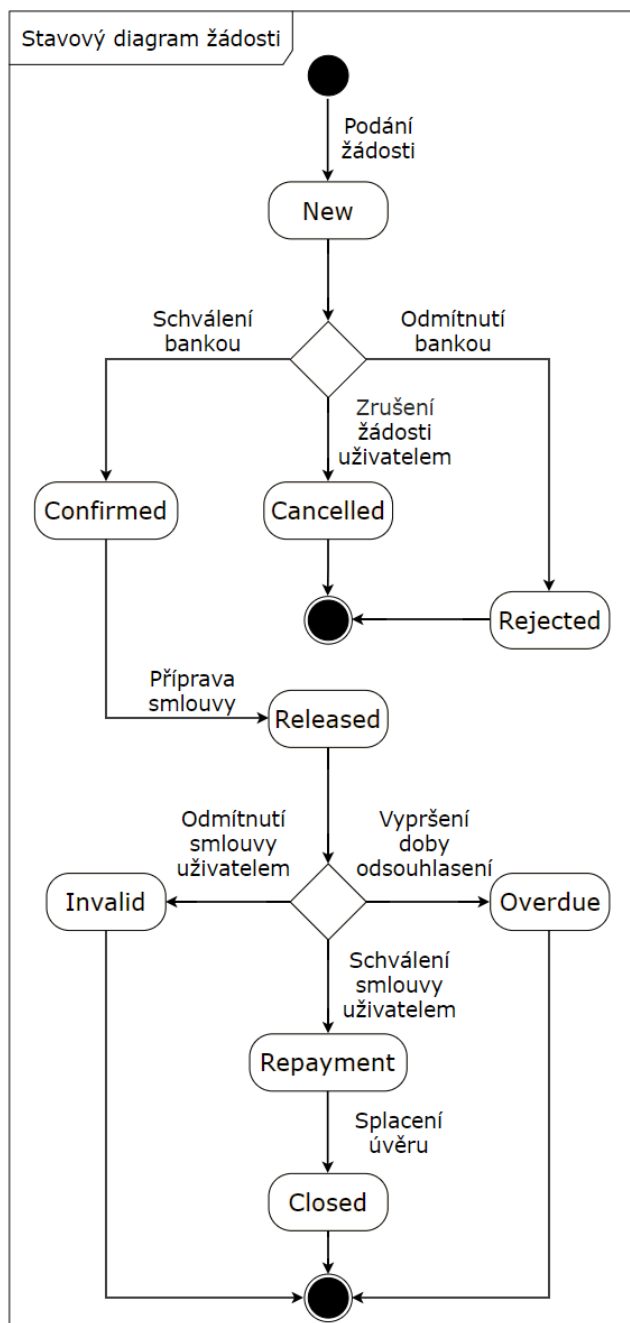 Stavový diagram žádosti
Podání
žádosti
New
Schválení
bankou
Odmítnutí
bankou
Zrušení
žádosti
uživatelem
Confirmed
Cancelled
Rejected
Příprava
smlouvy
Released
Odmítnutí
smlouvy
uživatelem
Vypršení
doby
odsouhlasení
Invalid
Overdue
Schválení
smlouvy
uživatelem
Repayment
Splacení
úvěru
Closed